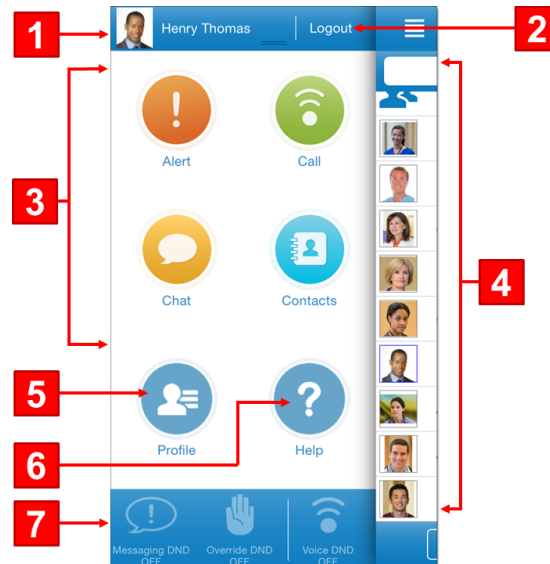 1
Henry Thomas
Logout
2
!
Alert
Call
3
Chat
Contacts
4
5
?
Profile
Help
6
7
!
Messaging DND
OFF
Override DND
OFF
Voice DND
OFF